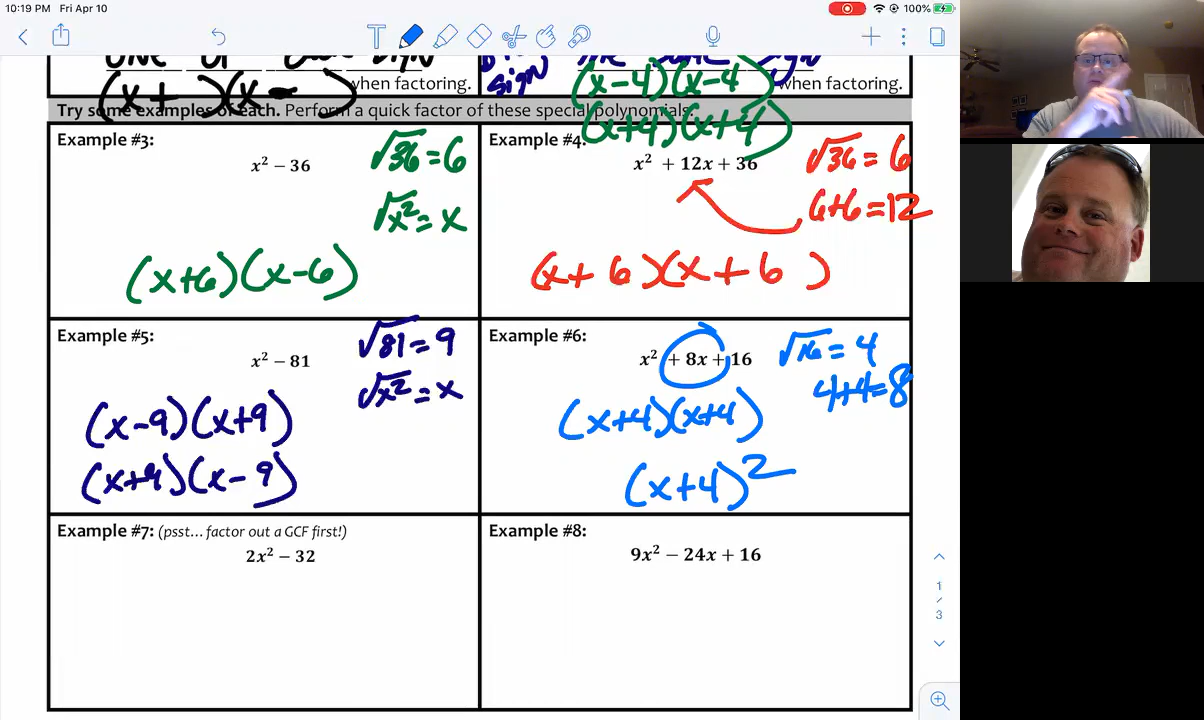 10:19 PM Fri Apr 10
100%
sign
(x + )(x - )
when factoring.
sign
(x-4)(x-4)
when factoring.
Try some examples of each. Perform a quick factor of these special polynomials.
(x+4)(x+4)
Example #3:
x² − 36
√36 = 6
√x² = x
(x+6)(x-6)
Example #4:
x² + 12x + 36
√36 = 6
6+6=12
(x+ 6)(x+6)
Example #5:
x² − 81
√81 = 9
√x² = x
(x-9)(x+9)
(x+9)(x-9)
Example #6:
x² + 8x + 16
√16 = 4
4+4=8
(x+4)(x+4)
(x+4)²
Example #7: (psst... factor out a GCF first!)
2x² − 32
Example #8:
9x² − 24x + 16
1
/
3